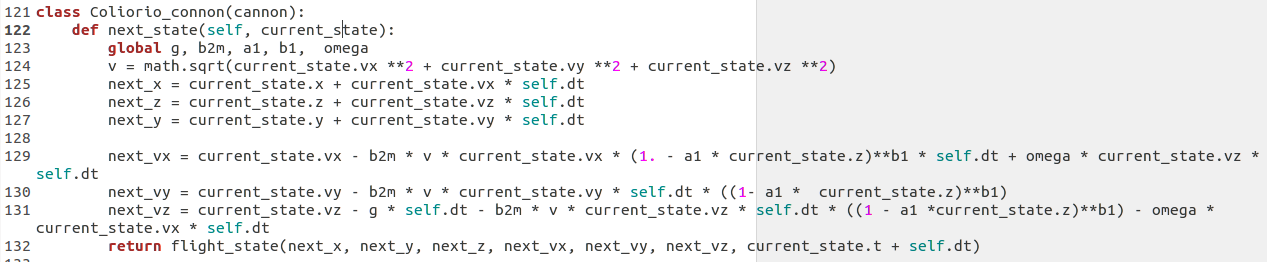 121 class Coliorio_connon(cannon):
122     def next_state(self, current_state):
123         global g, b2m, a1, b1,  omega
124         v = math.sqrt(current_state.vx **2 + current_state.vy **2 + current_state.vz **2)
125         next_x = current_state.x + current_state.vx * self.dt
126         next_z = current_state.z + current_state.vz * self.dt
127         next_y = current_state.y + current_state.vy * self.dt
128
129         next_vx = current_state.vx - b2m * v * current_state.vx * (1. - a1 * current_state.z)**b1 * self.dt + omega * current_state.vz *
self.dt
130         next_vy = current_state.vy - b2m * v * current_state.vy * self.dt * ((1- a1 *  current_state.z)**b1)
131         next_vz = current_state.vz - g * self.dt - b2m * v * current_state.vz * self.dt * ((1 - a1 *current_state.z)**b1) - omega *
current_state.vx * self.dt
132         return flight_state(next_x, next_y, next_z, next_vx, next_vy, next_vz, current_state.t + self.dt)